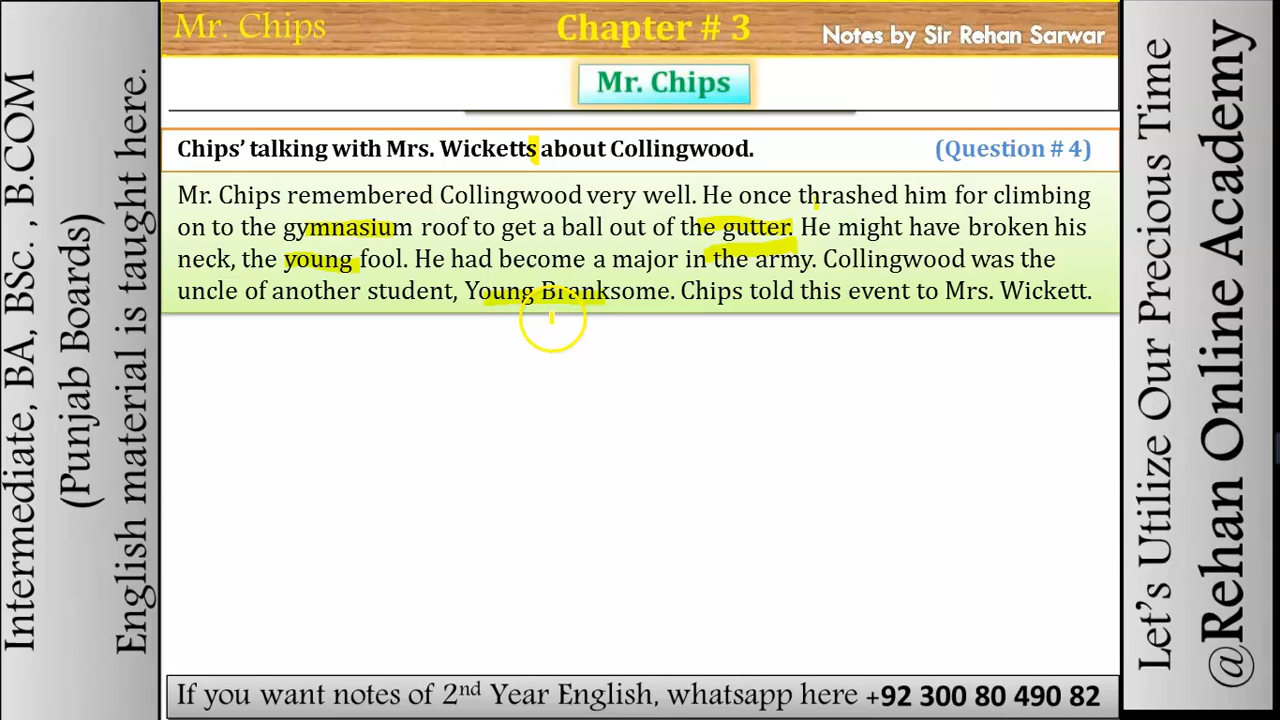 Mr. Chips
Chapter # 3
Notes by Sir Rehan Sarwar
Mr. Chips
Chips’ talking with Mrs. Wicketts about Collingwood.
(Question # 4)
Mr. Chips remembered Collingwood very well. He once thrashed him for climbing
on to the gymnasium roof to get a ball out of the gutter. He might have broken his
neck, the young fool. He had become a major in the army. Collingwood was the
uncle of another student, Young Branksome. Chips told this event to Mrs. Wickett.
If you want notes of 2nd Year English, whatsapp here +92 300 80 490 82
Intermediate, BA, BSc. , B.COM
(Punjab Boards)
English material is taught here.
Let’s Utilize Our Precious Time
@Rehan Online Academy